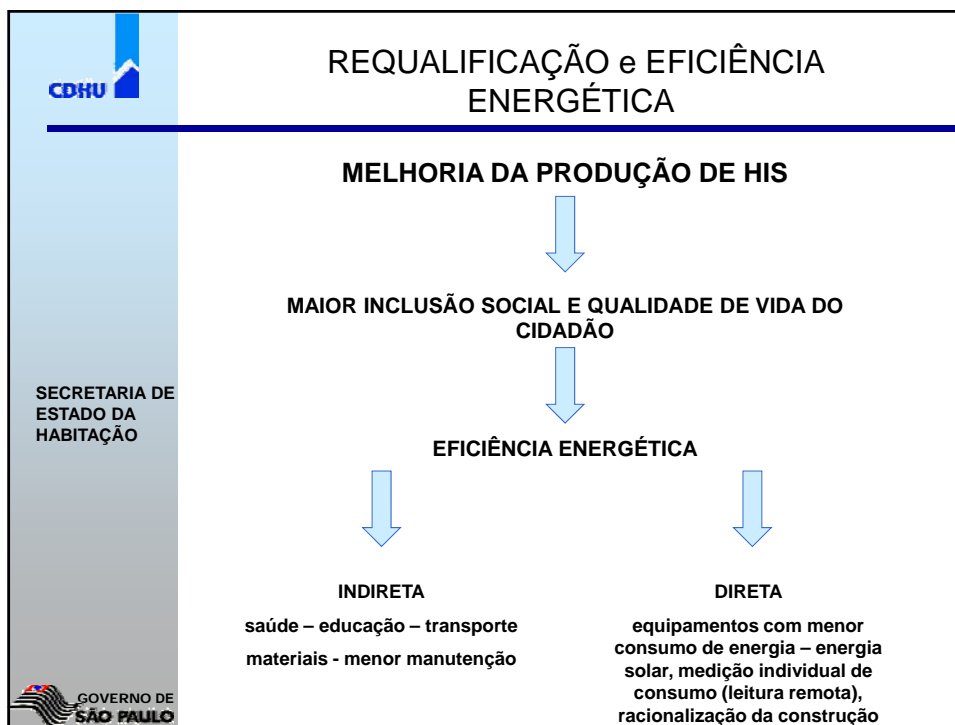 CDHU
REQUALIFICAÇÃO e EFICIÊNCIA
ENERGÉTICA
MELHORIA DA PRODUÇÃO DE HIS
MAIOR INCLUSÃO SOCIAL E QUALIDADE DE VIDA DO
CIDADÃO
SECRETARIA DE
ESTADO DA
HABITAÇÃO
EFICIÊNCIA ENERGÉTICA
INDIRETA
saúde – educação – transporte
materiais - menor manutenção
DIRETA
equipamentos com menor
consumo de energia – energia
solar, medição individual de
consumo (leitura remota),
racionalização da construção
GOVERNO DE
SÃO PAULO